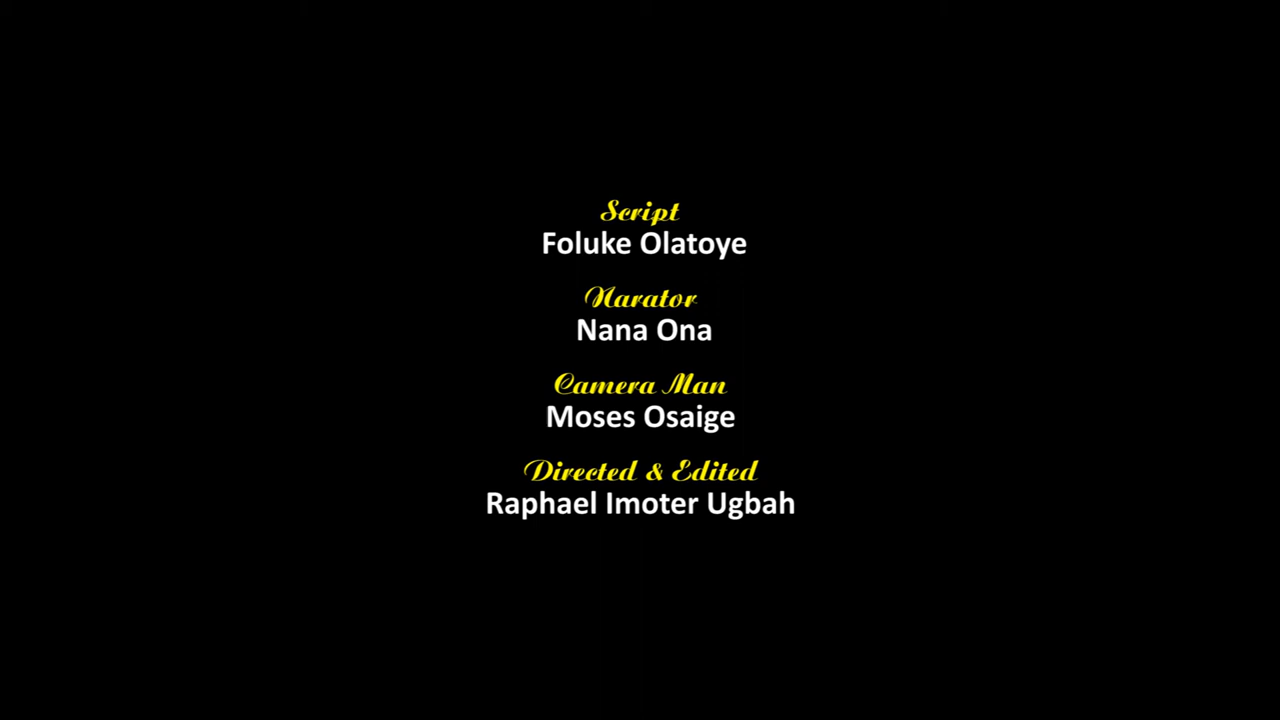 Script
Foluke Olatoye
Narator
Nana Ona
Camera Man
Moses Osaige
Directed & Edited
Raphael Imoter Ugbah